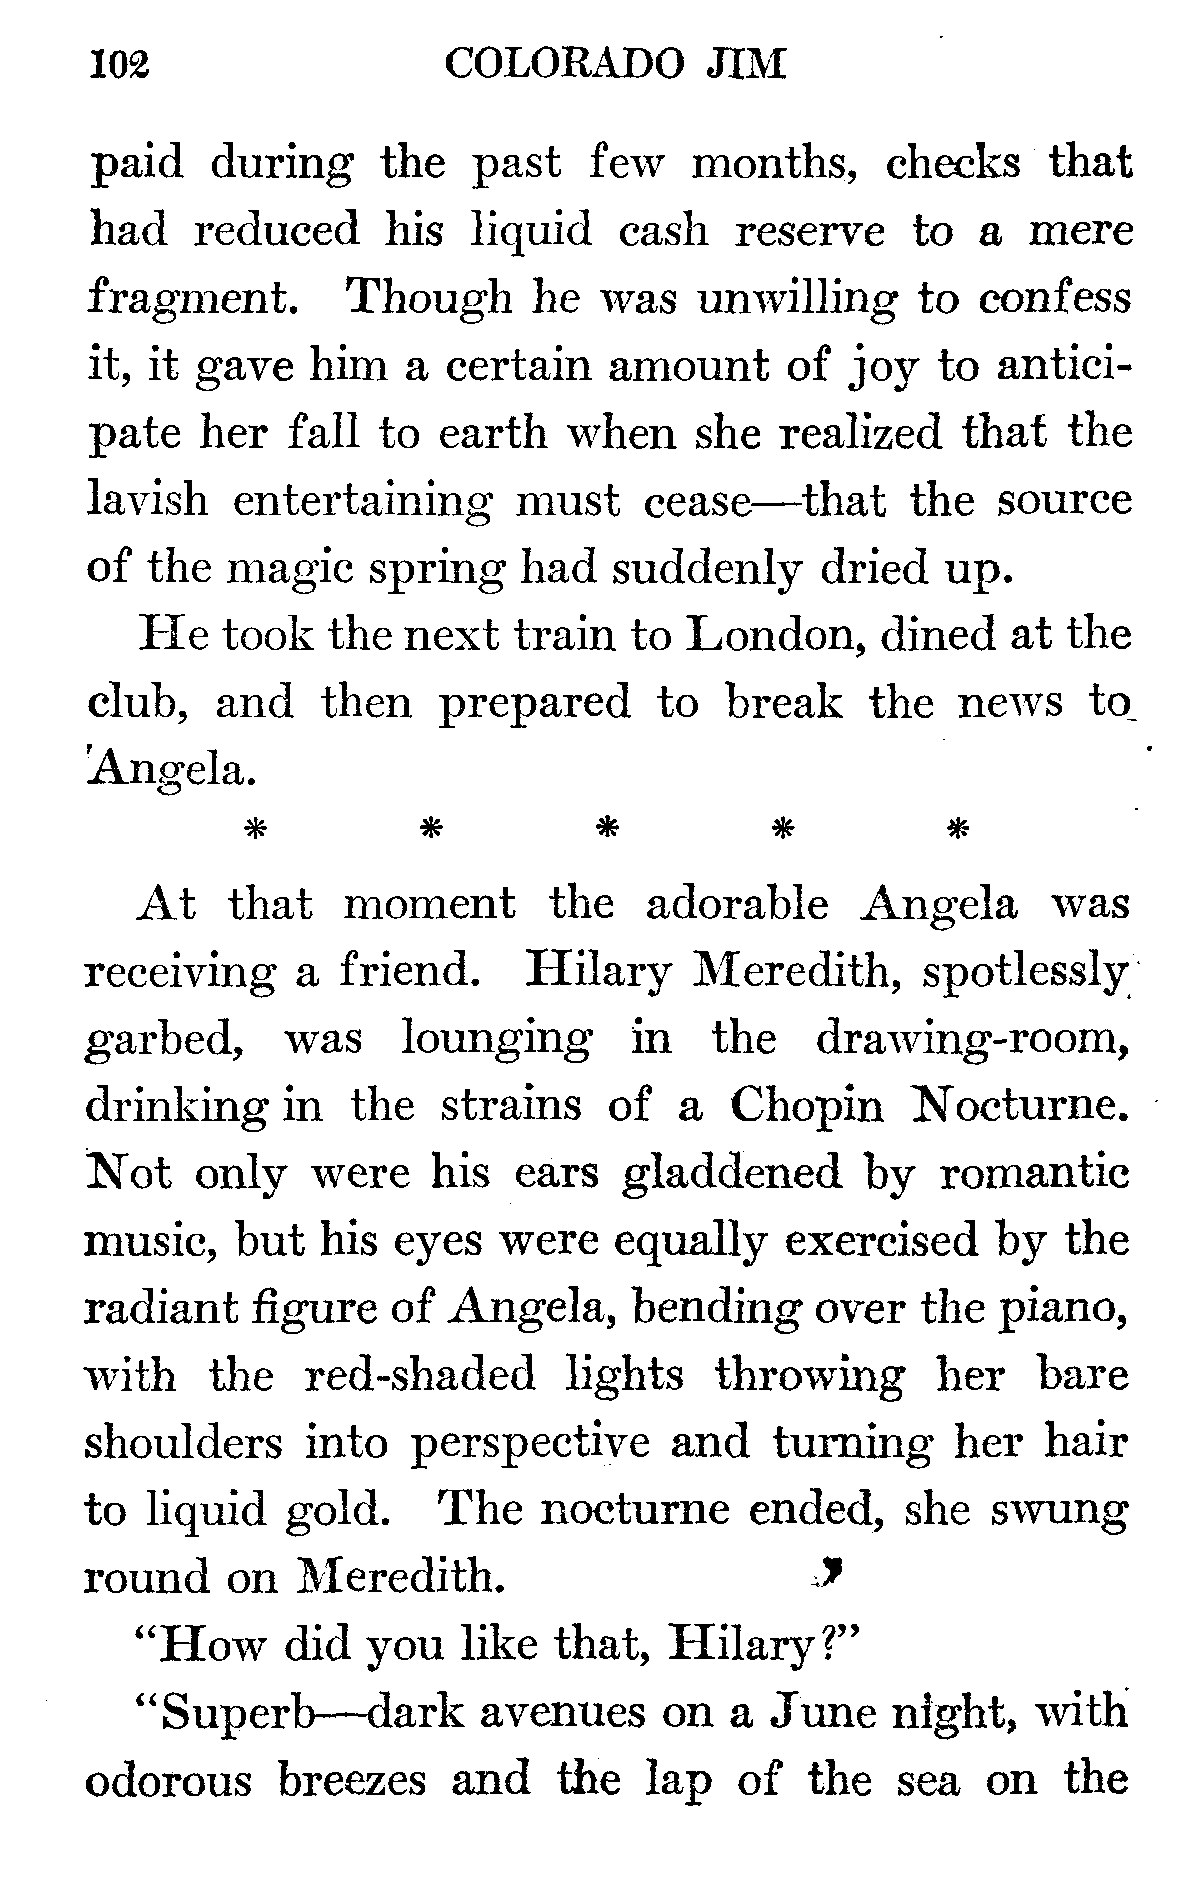 102 COLORADO JIM
paid during the past few months, checks that
had reduced his liquid cash reserve to a mere
fragment. Though he was unwilling to confess
it, it gave him a certain amount of joy to antici-
pate her fall to earth when she realized that the
lavish entertaining must cease—that the source
of the magic spring had suddenly dried up.
He took the next train to London, dined at the
club, and then prepared to break the news to
Angela.
* * * * *
At that moment the adorable Angela was
receiving a friend. Hilary Meredith, spotlessly
garbed, was lounging in the drawing-room,
drinking in the strains of a Chopin Nocturne.
Not only were his ears gladdened by romantic
music, but his eyes were equally exercised by the
radiant figure of Angela, bending over the piano,
with the red-shaded lights throwing her bare
shoulders into perspective and turning her hair
to liquid gold. The nocturne ended, she swung
round on Meredith.
"How did you like that, Hilary?"
"Superb—dark avenues on a June night, with
odorous breezes and the lap of the sea on the